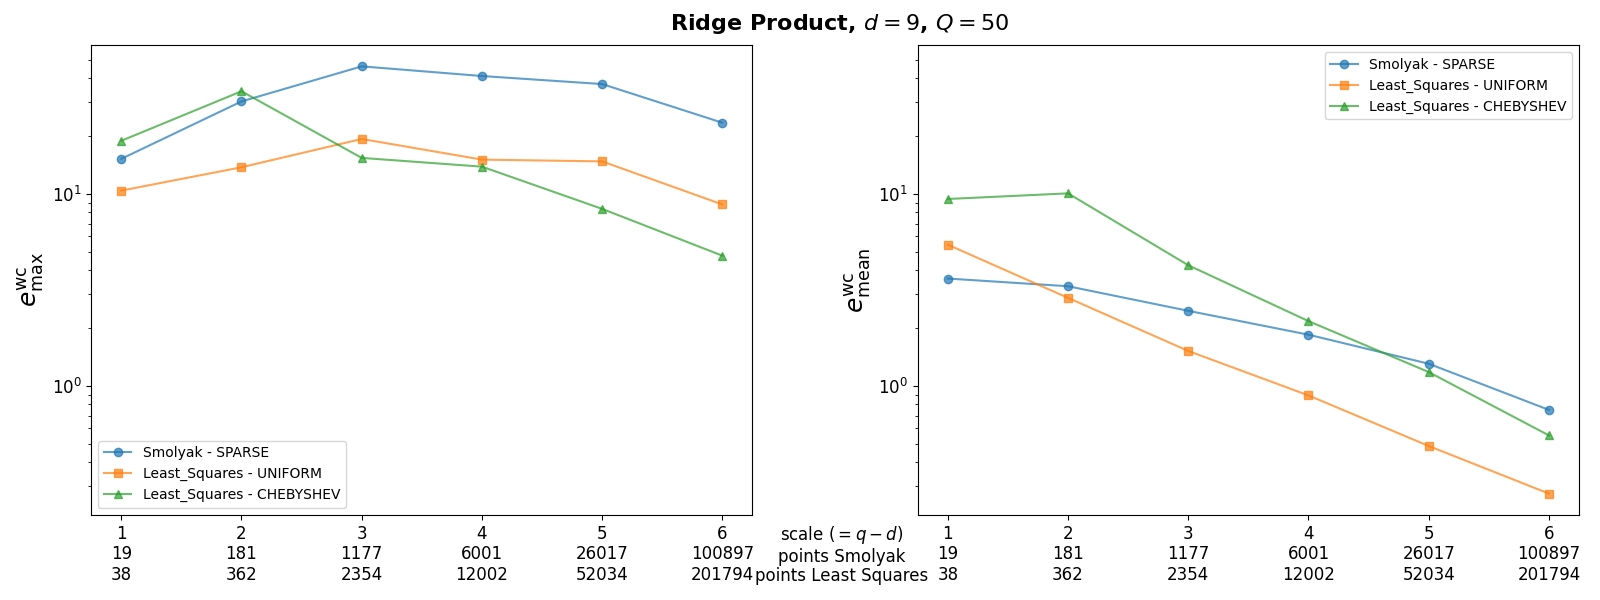 Ridge Product, d = 9, Q = 50
e^wc_max
10^1
10^0
Smolyak - SPARSE
Least_Squares - UNIFORM
Least_Squares - CHEBYSHEV
1 2 3 4 5 6
19 181 1177 6001 26017 100897
38 362 2354 12002 52034 201794
scale (= q − d)
points Smolyak
points Least Squares
e^wc_mean
10^1
10^0
Smolyak - SPARSE
Least_Squares - UNIFORM
Least_Squares - CHEBYSHEV
1 2 3 4 5 6
19 181 1177 6001 26017 100897
38 362 2354 12002 52034 201794